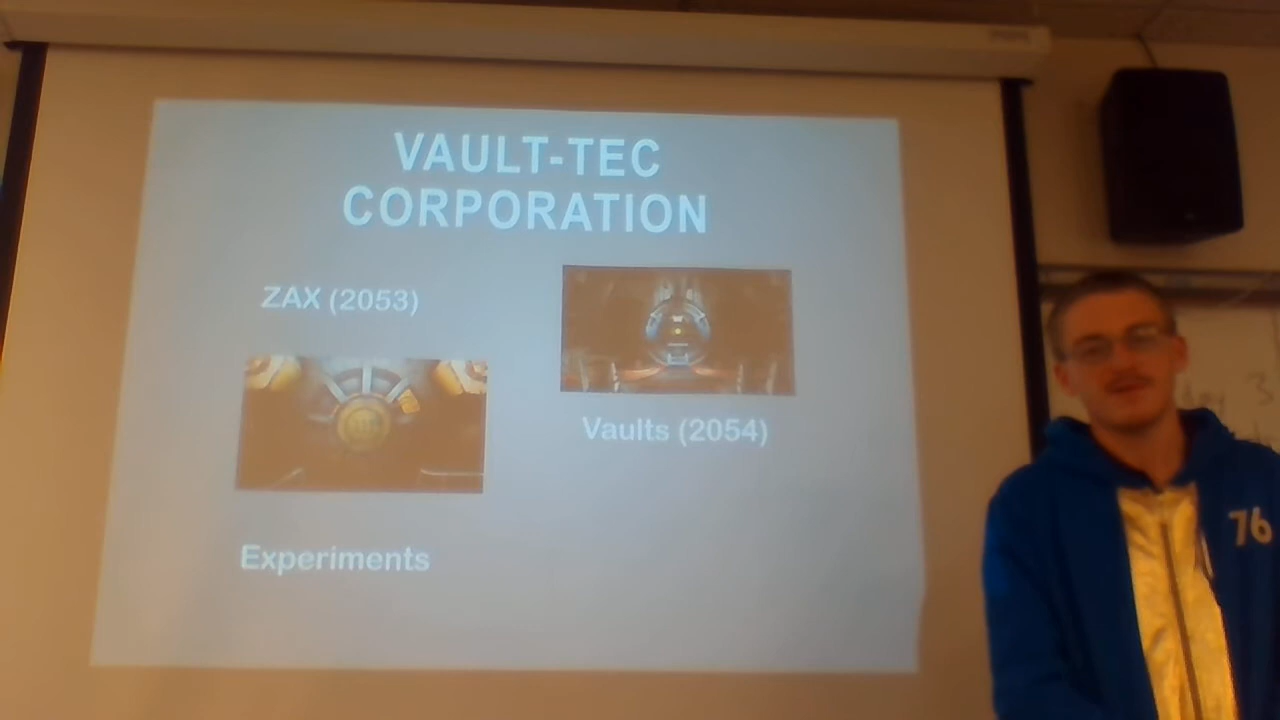 VAULT-TEC
CORPORATION
ZAX (2053)
Vaults (2054)
Experiments
76